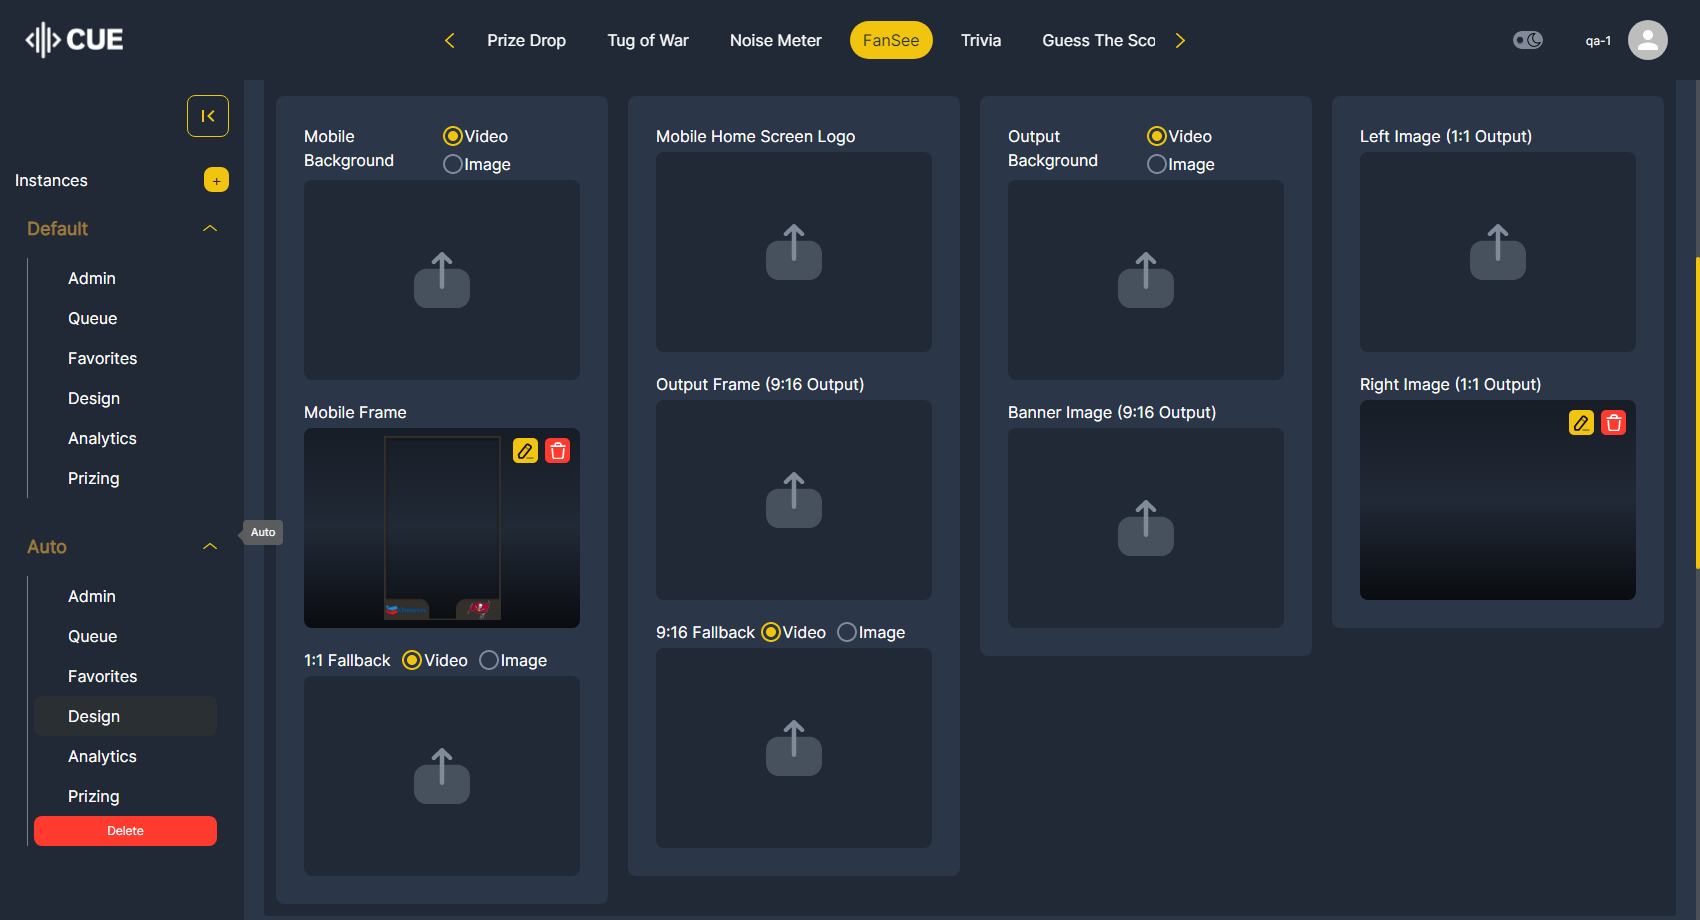 CUE
Prize Drop
Tug of War
Noise Meter
FanSee
Trivia
Guess The Sco
qa-1
Instances
+
Default
Admin
Queue
Favorites
Design
Analytics
Prizing
Auto
Auto
Admin
Queue
Favorites
Design
Analytics
Prizing
Delete
Mobile
Background
Video
Image
Mobile Frame
1:1 Fallback
Video
Image
Mobile Home Screen Logo
Output Frame (9:16 Output)
9:16 Fallback
Video
Image
Output
Background
Video
Image
Banner Image (9:16 Output)
Left Image (1:1 Output)
Right Image (1:1 Output)